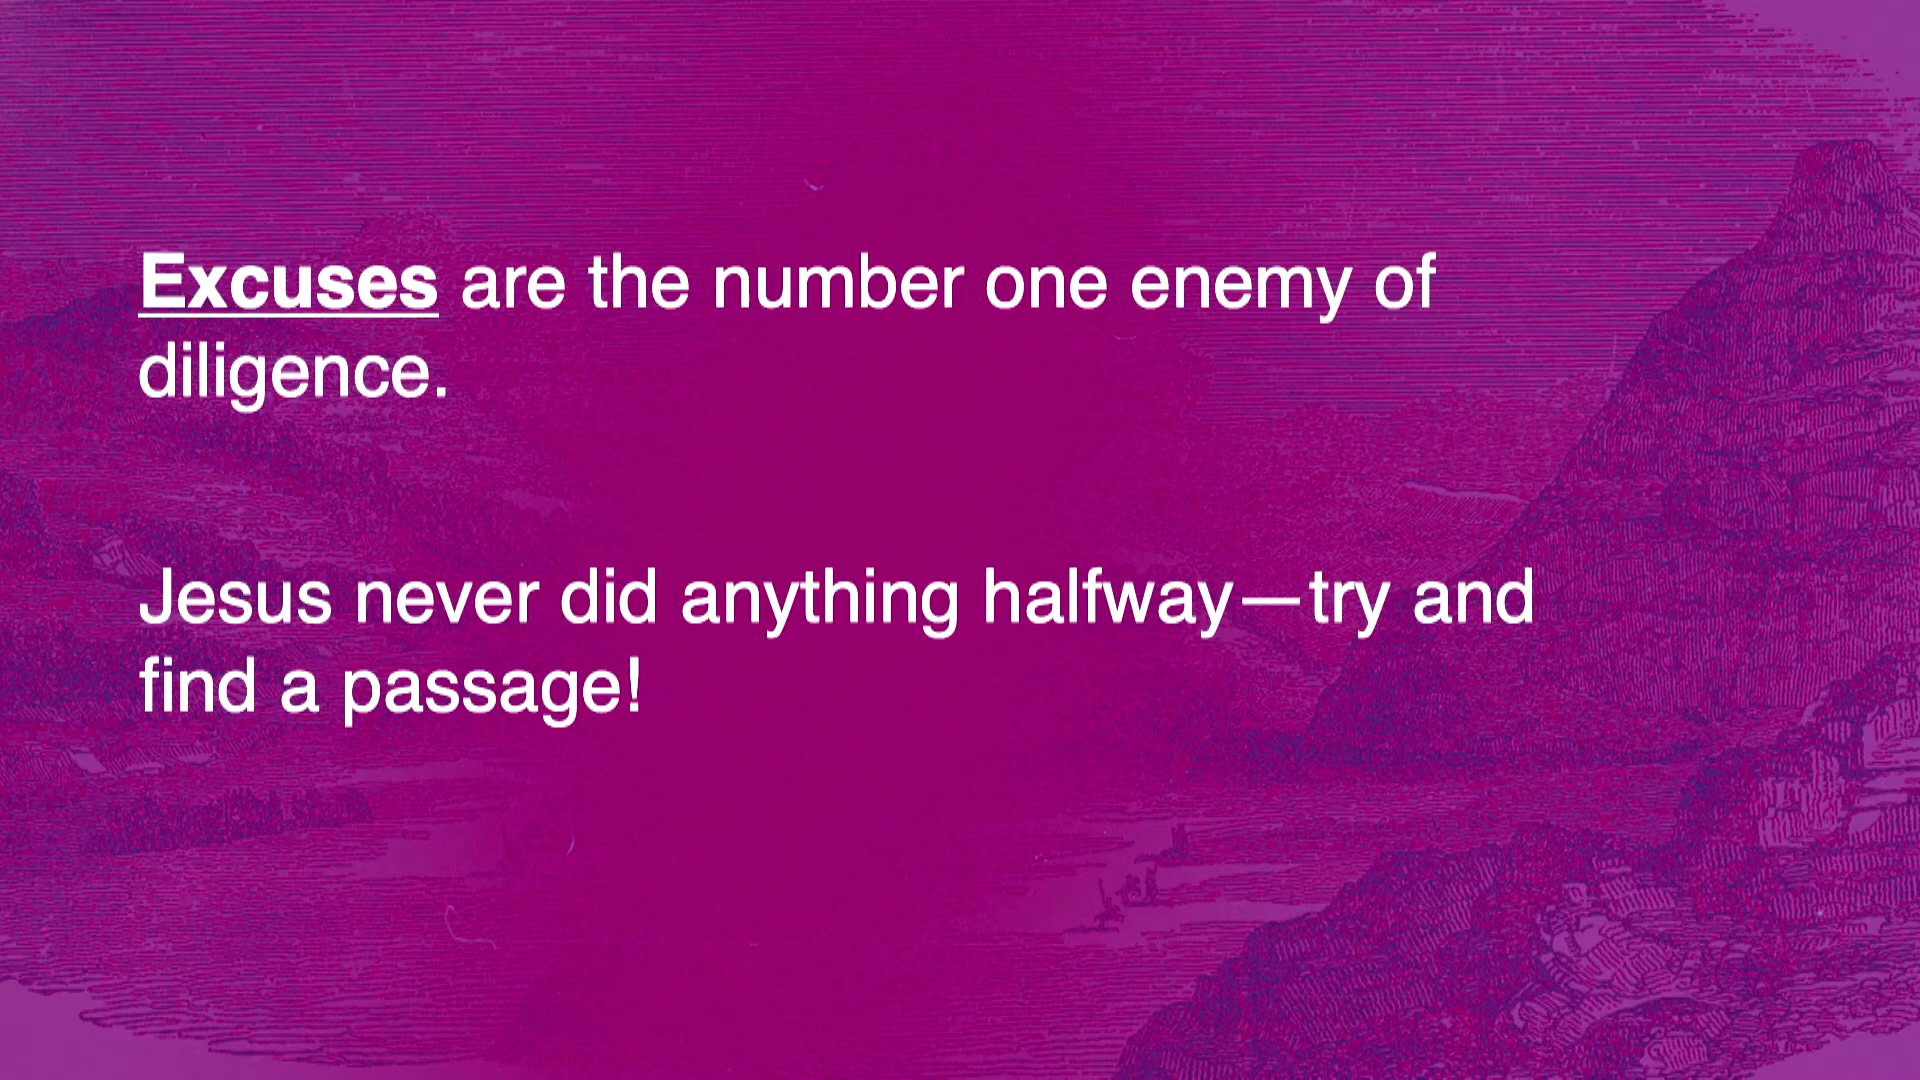 Excuses are the number one enemy of
diligence.
Jesus never did anything halfway—try and
find a passage!